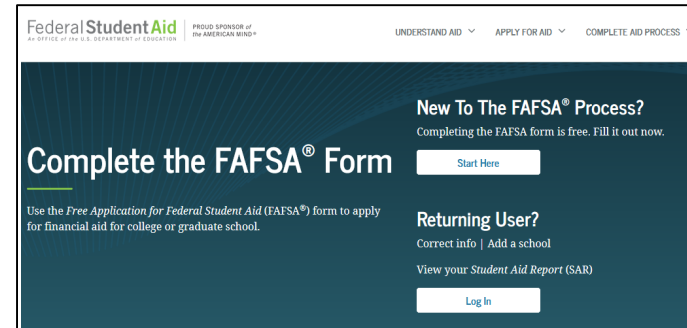 Federal Student Aid
An OFFICE of the U.S. DEPARTMENT of EDUCATION
PROUD SPONSOR of
the AMERICAN MIND®
UNDERSTAND AID
APPLY FOR AID
COMPLETE AID PROCESS
Complete the FAFSA® Form
Use the Free Application for Federal Student Aid (FAFSA®) form to apply
for financial aid for college or graduate school.
New To The FAFSA® Process?
Completing the FAFSA form is free. Fill it out now.
Start Here
Returning User?
Correct info | Add a school
View your Student Aid Report (SAR)
Log In